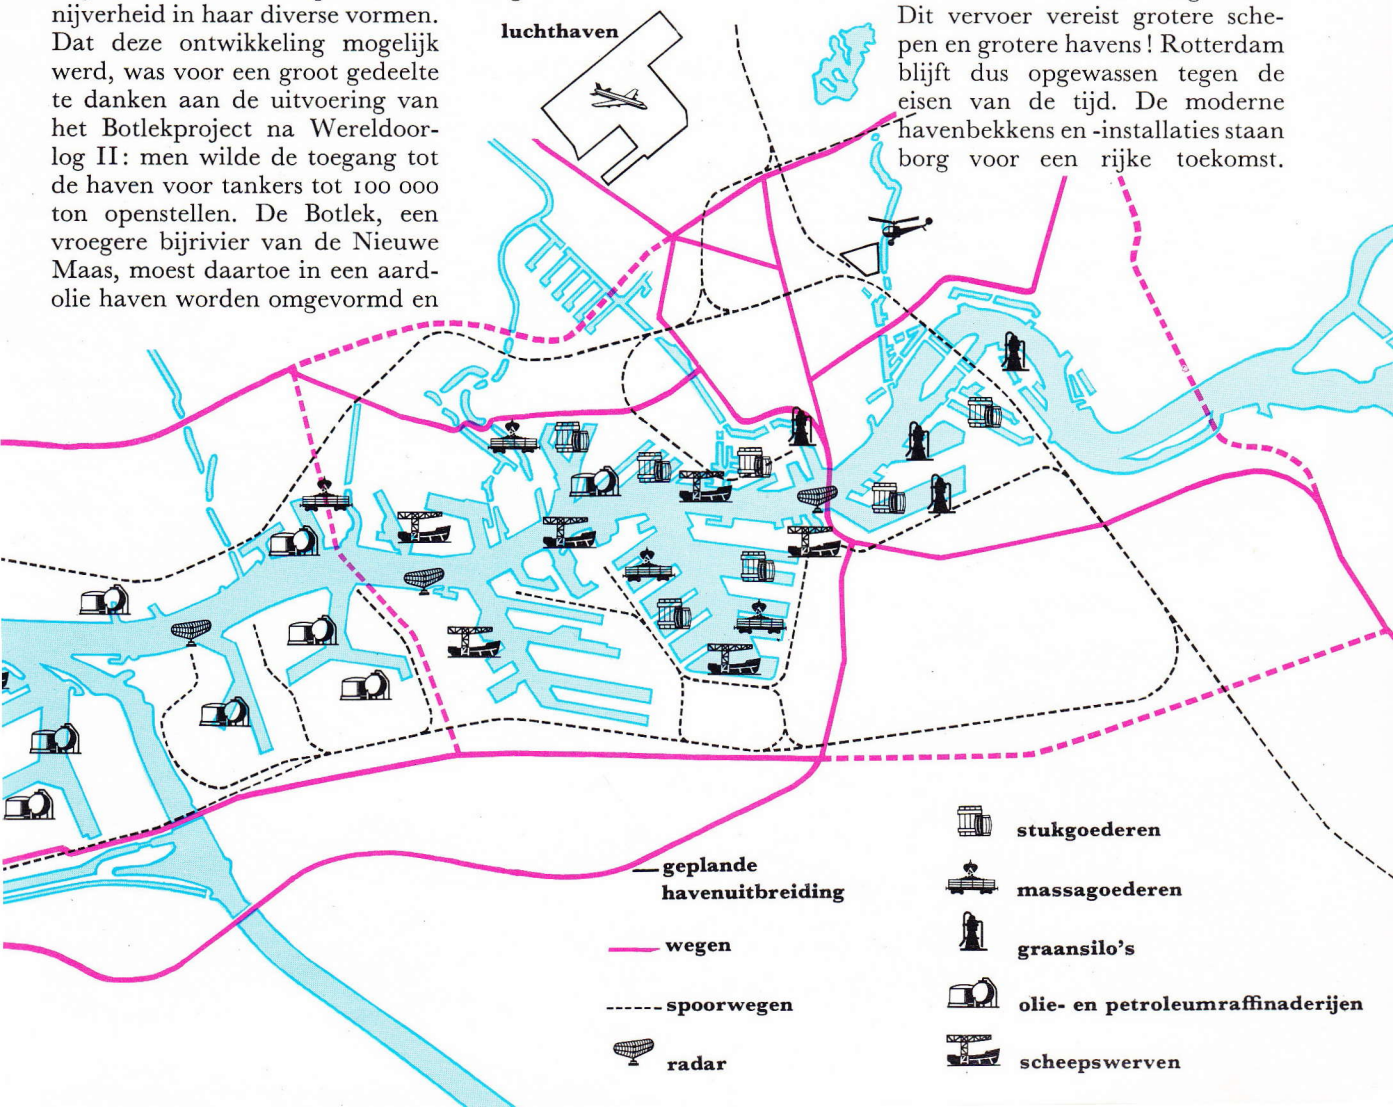 nijverheid in haar diverse vormen.
Dat deze ontwikkeling mogelijk
werd, was voor een groot gedeelte
te danken aan de uitvoering van
het Botlekproject na Wereldoor-
log II: men wilde de toegang tot
de haven voor tankers tot 100 000
ton openstellen. De Botlek, een
vroegere bijrivier van de Nieuwe
Maas, moest daartoe in een aard-
olie haven worden omgevormd en
luchthaven
Dit vervoer vereist grotere sche-
pen en grotere havens! Rotterdam
blijft dus opgewassen tegen de
eisen van de tijd. De moderne
havenbekkens en -installaties staan
borg voor een rijke toekomst.
geplande
havenuitbreiding
wegen
spoorwegen
radar
stukgoederen
massagoederen
graansilo's
olie- en petroleumraffinaderijen
scheepswerven